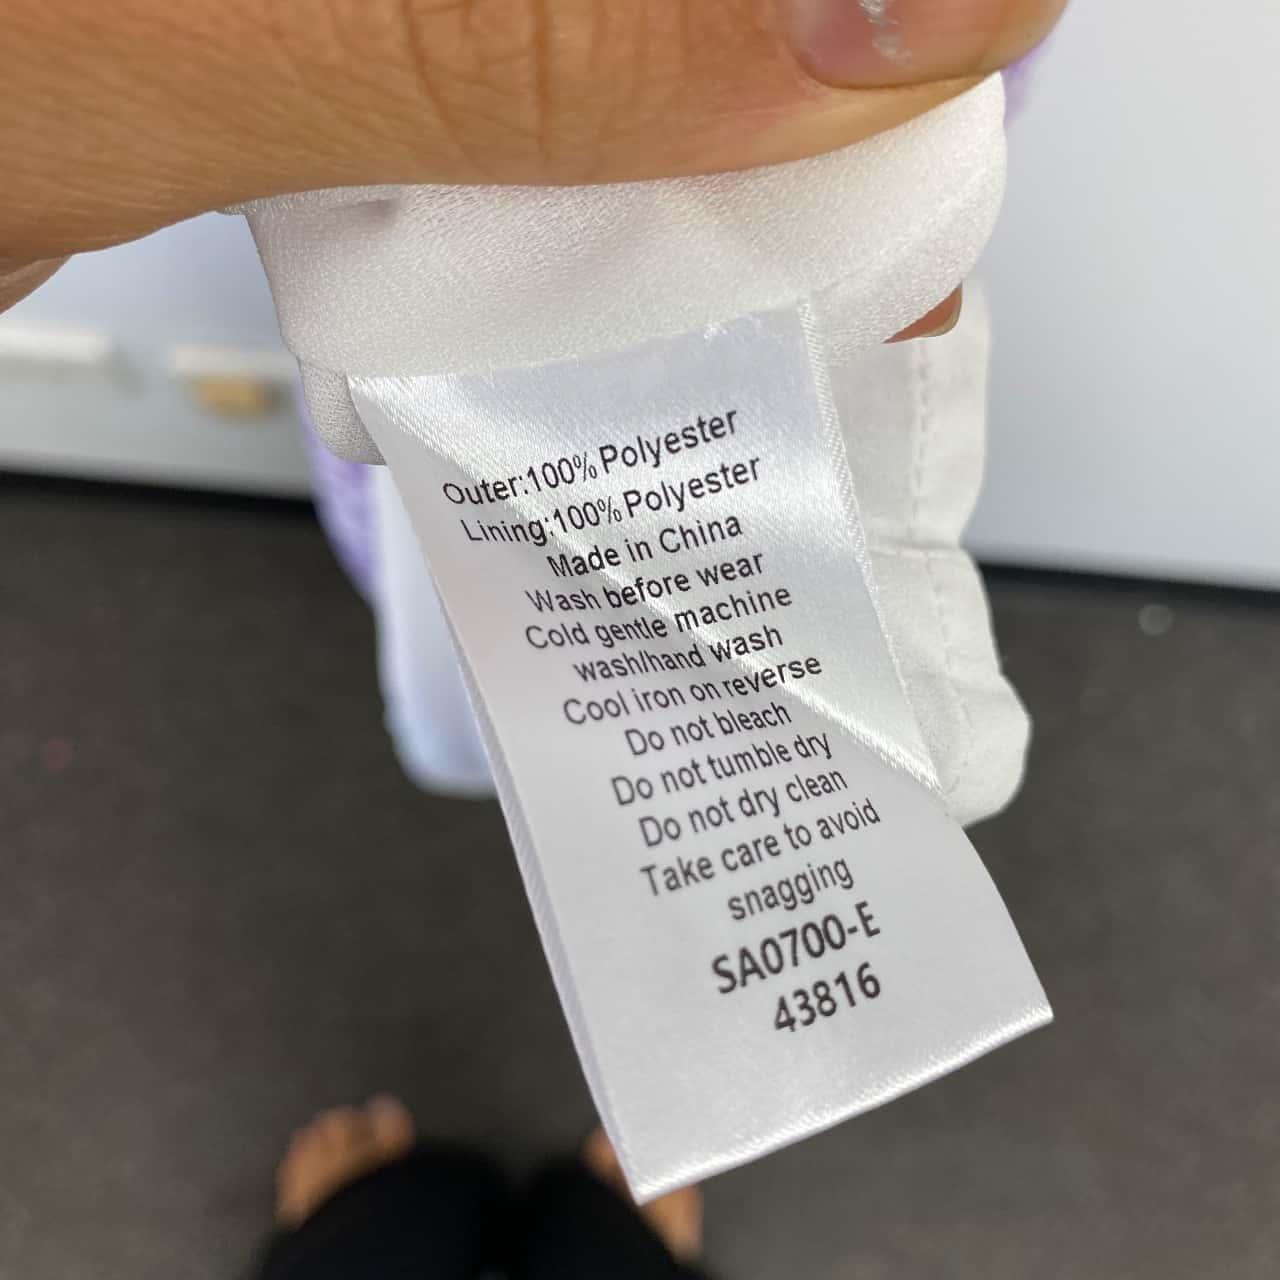 Outer:100% Polyester
Lining:100% Polyester
Made in China
Wash before wear
Cold gentle machine
wash/hand wash
Cool iron on reverse
Do not bleach
Do not tumble dry
Do not dry clean
Take care to avoid
snagging
SA0700-E
43816